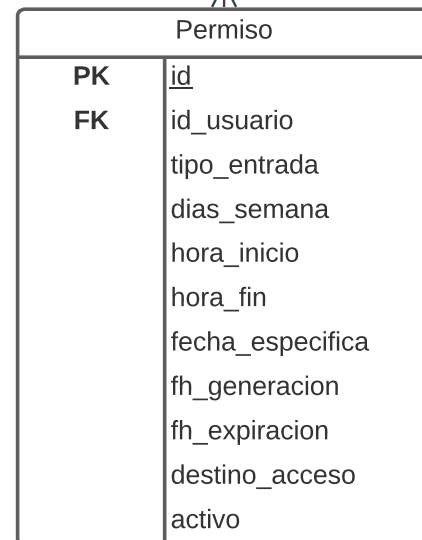 Permiso
PK id
FK id_usuario
tipo_entrada
dias_semana
hora_inicio
hora_fin
fecha_especifica
fh_generacion
fh_expiracion
destino_acceso
activo